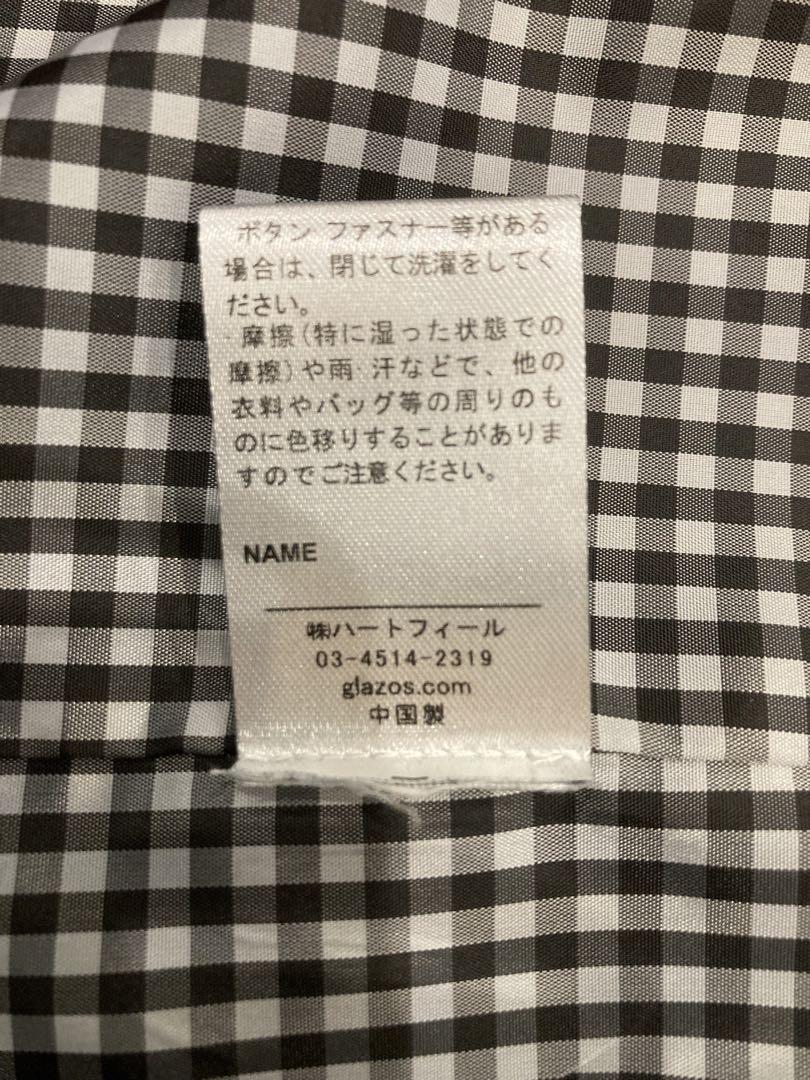 ボタン ファスナー等がある
場合は、閉じて洗濯をしてく
ださい。
・摩擦(特に湿った状態での
摩擦)や雨・汗などで、他の
衣料やバッグ等の周りのも
のに色移りすることがありま
すのでご注意ください。
NAME
㈱ハートフィール
03-4514-2319
glazos.com
中国製